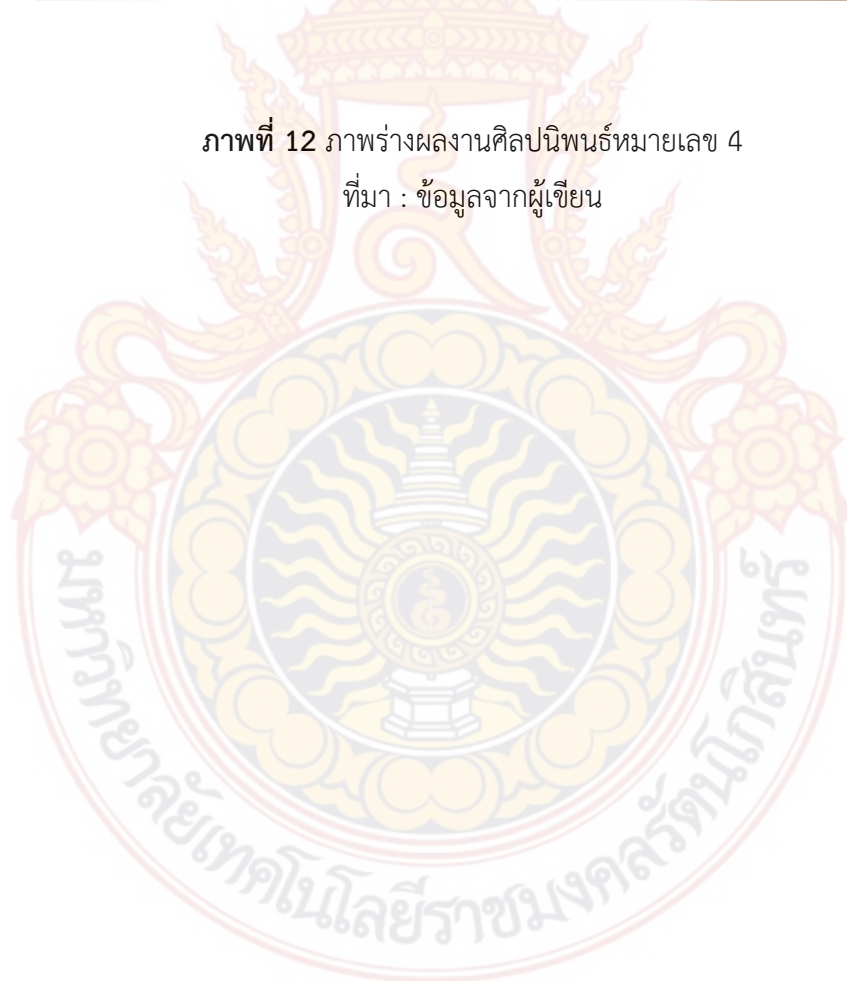 ภาพที่ 12 ภาพร่างผลงานศิลปนิพนธ์หมายเลข 4
ที่มา : ข้อมูลจากผู้เขียน
มหาวิทยาลัยเทคโนโลยีราชมงคลรัตนโกสินทร์